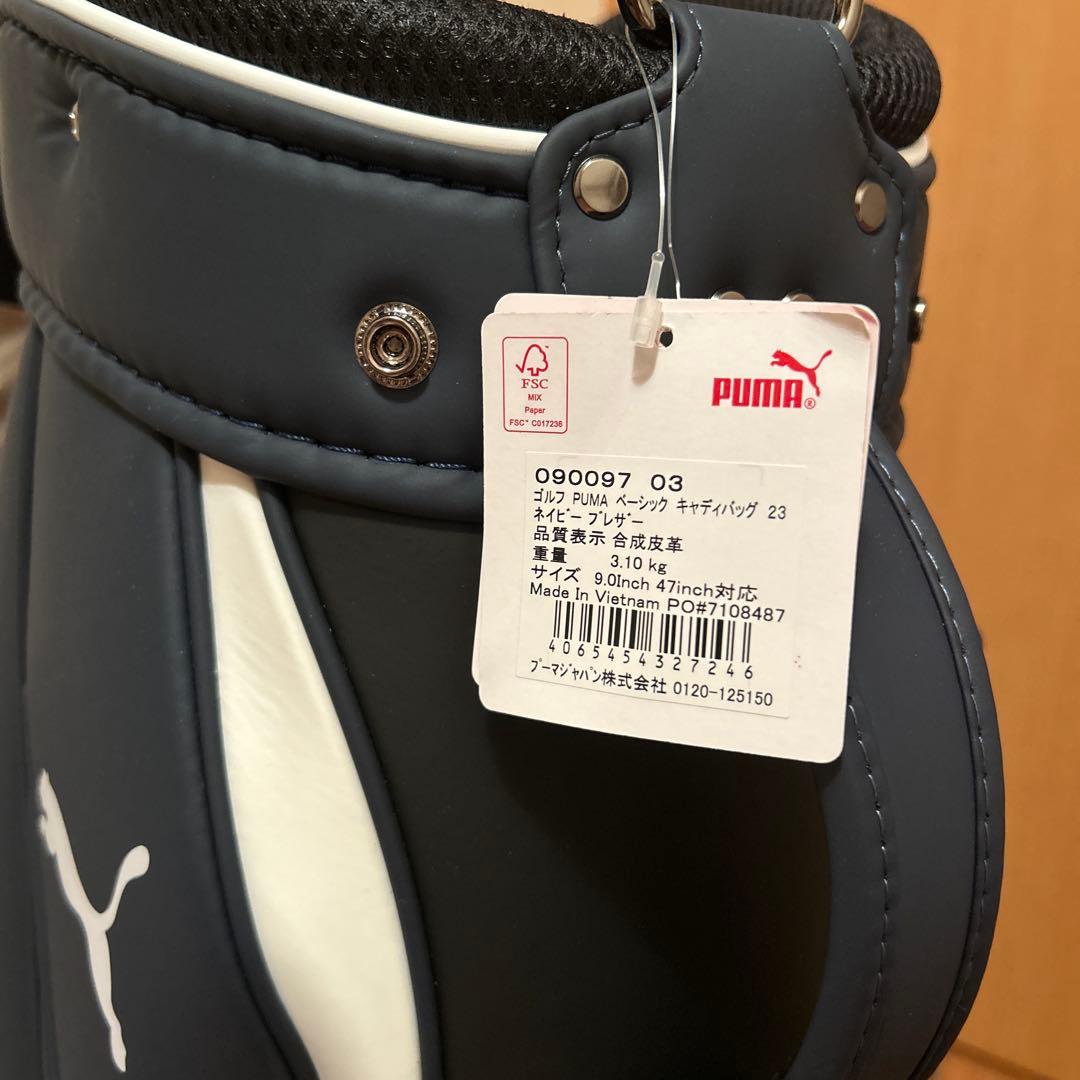 FSC™
MIX
Paper
FSC™ C017236
PUMA®
090097 03
ゴルフ PUMA ベーシック キャディバッグ 23
ネイビー ブレザー
品質表示 合成皮革
重量 3.10 kg
サイズ 9.0Inch 47inch対応
Made In Vietnam PO#7108487
4065454327246
プーマジャパン株式会社 0120-125150